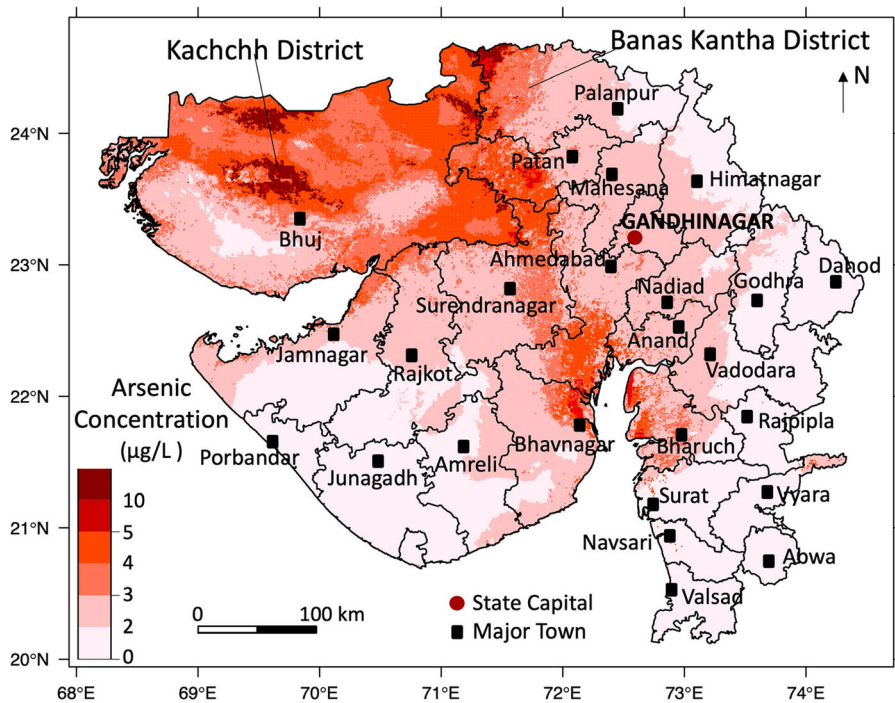 Kachchh District
Banas Kantha District
N
Palanpur
24°N
Patan
Mahesana
Himatnagar
GANDHINAGAR
Bhuj
23°N
Ahmedabad
Dahod
Nadiad
Godhra
Surendranagar
Anand
Jamnagar
Rajkot
Vadodara
22°N
Arsenic
Concentration
(µg/L)
Rajpipla
Bhavnagar
Bharuch
Porbandar
Junagadh
Amreli
10
Surat
Vyara
5
21°N
4
Navsari
Ahwa
3
0
100 km
State Capital
Valsad
2
Major Town
0
20°N
68°E
69°E
70°E
71°E
72°E
73°E
74°E